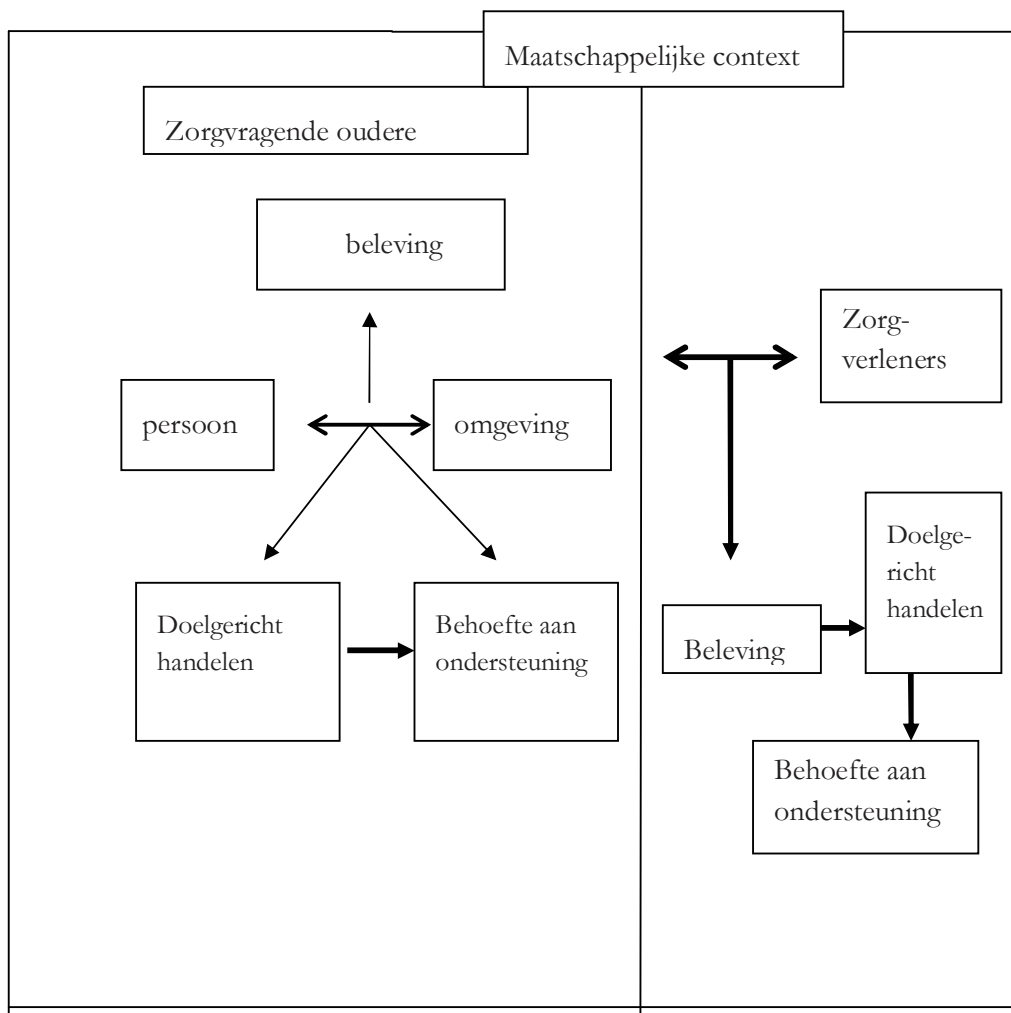 Maatschappelijke context
Zorgvragende oudere
beleving
persoon
omgeving
Doelgericht
handelen
Behoefte aan
ondersteuning
Zorg-
verleners
Doelge-
richt
handelen
Beleving
Behoefte aan
ondersteuning